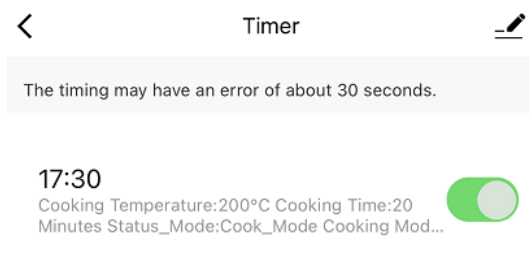 Timer
The timing may have an error of about 30 seconds.
17:30
Cooking Temperature:200°C Cooking Time:20
Minutes Status_Mode:Cook_Mode Cooking Mod...